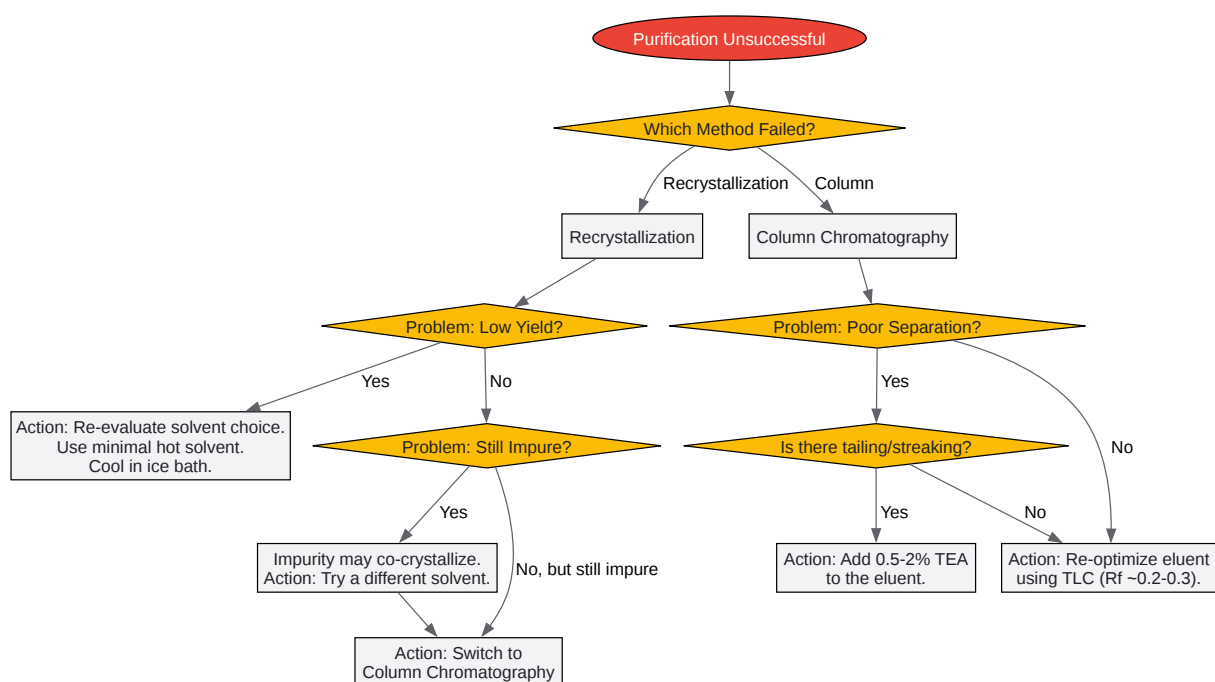 Purification Unsuccessful
Which Method Failed?
Recrystallization
Column
Recrystallization
Column Chromatography
Problem: Low Yield?
Problem: Poor Separation?
Yes
No
Yes
No
Action: Re-evaluate solvent choice.
Use minimal hot solvent.
Cool in ice bath.
Problem: Still Impure?
Is there tailing/streaking?
Yes
No, but still impure
Yes
No
Impurity may co-crystallize.
Action: Try a different solvent.
Action: Add 0.5-2% TEA
to the eluent.
Action: Re-optimize eluent
using TLC (Rf ~0.2-0.3).
Action: Switch to
Column Chromatography